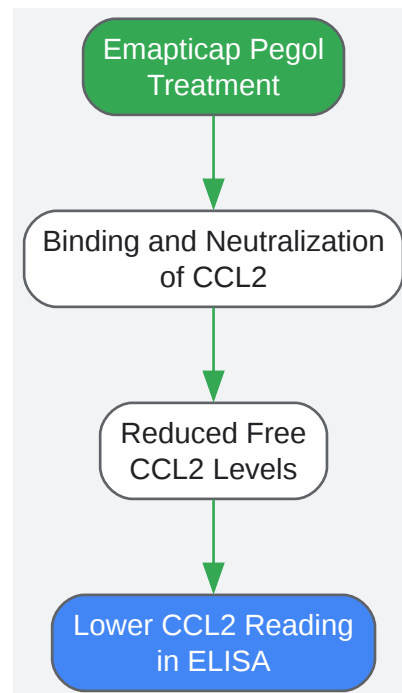 Emapticap Pegol
Treatment
Binding and Neutralization
of CCL2
Reduced Free
CCL2 Levels
Lower CCL2 Reading
in ELISA